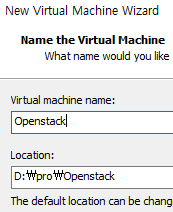 New Virtual Machine Wizard
Name the Virtual Machine
What name would you like
Virtual machine name:
Openstack
Location:
D:₩pro₩Openstack
The default location can be chang